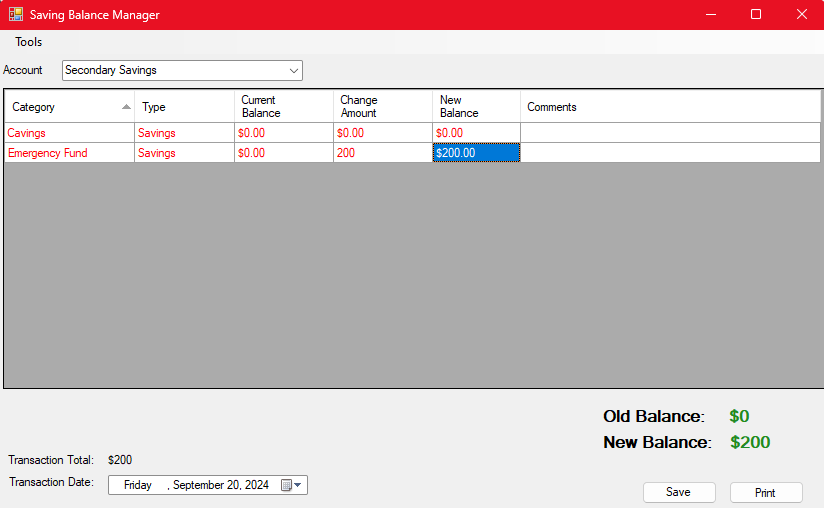 Saving Balance Manager
Tools
Account Secondary Savings
Category Type Current Balance Change Amount New Balance Comments
Cavings Savings $0.00 $0.00 $0.00
Emergency Fund Savings $0.00 200 $200.00
Old Balance: $0
New Balance: $200
Transaction Total: $200
Transaction Date: Friday , September 20, 2024
Save Print